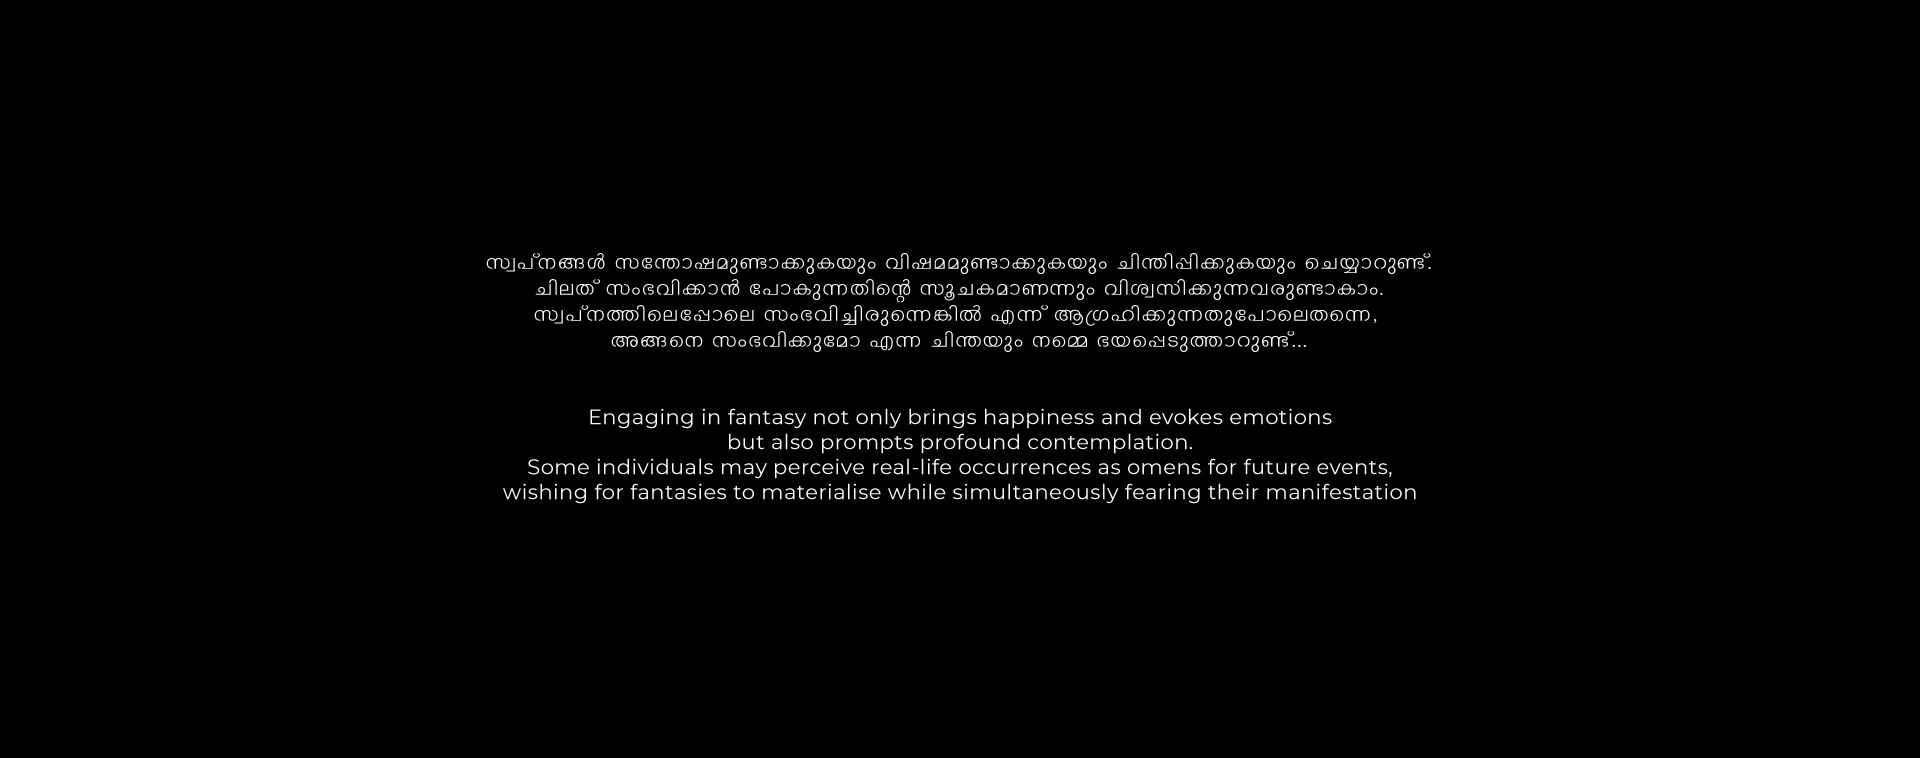 സ്വപ്‌നങ്ങൾ സന്തോഷമുണ്ടാക്കുകയും വിഷമമുണ്ടാക്കുകയും ചിന്തിപ്പിക്കുകയും ചെയ്യാറുണ്ട്.
ചിലത് സംഭവിക്കാൻ പോകുന്നതിന്റെ സൂചകമാണന്നും വിശ്വസിക്കുന്നവരുണ്ടാകാം.
സ്വപ്‌നത്തിലെപ്പോലെ സംഭവിച്ചിരുന്നെങ്കിൽ എന്ന് ആഗ്രഹിക്കുന്നതുപോലെതന്നെ,
അങ്ങനെ സംഭവിക്കുമോ എന്ന ചിന്തയും നമ്മെ ഭയപ്പെടുത്താറുണ്ട്...
Engaging in fantasy not only brings happiness and evokes emotions
but also prompts profound contemplation.
Some individuals may perceive real-life occurrences as omens for future events,
wishing for fantasies to materialise while simultaneously fearing their manifestation